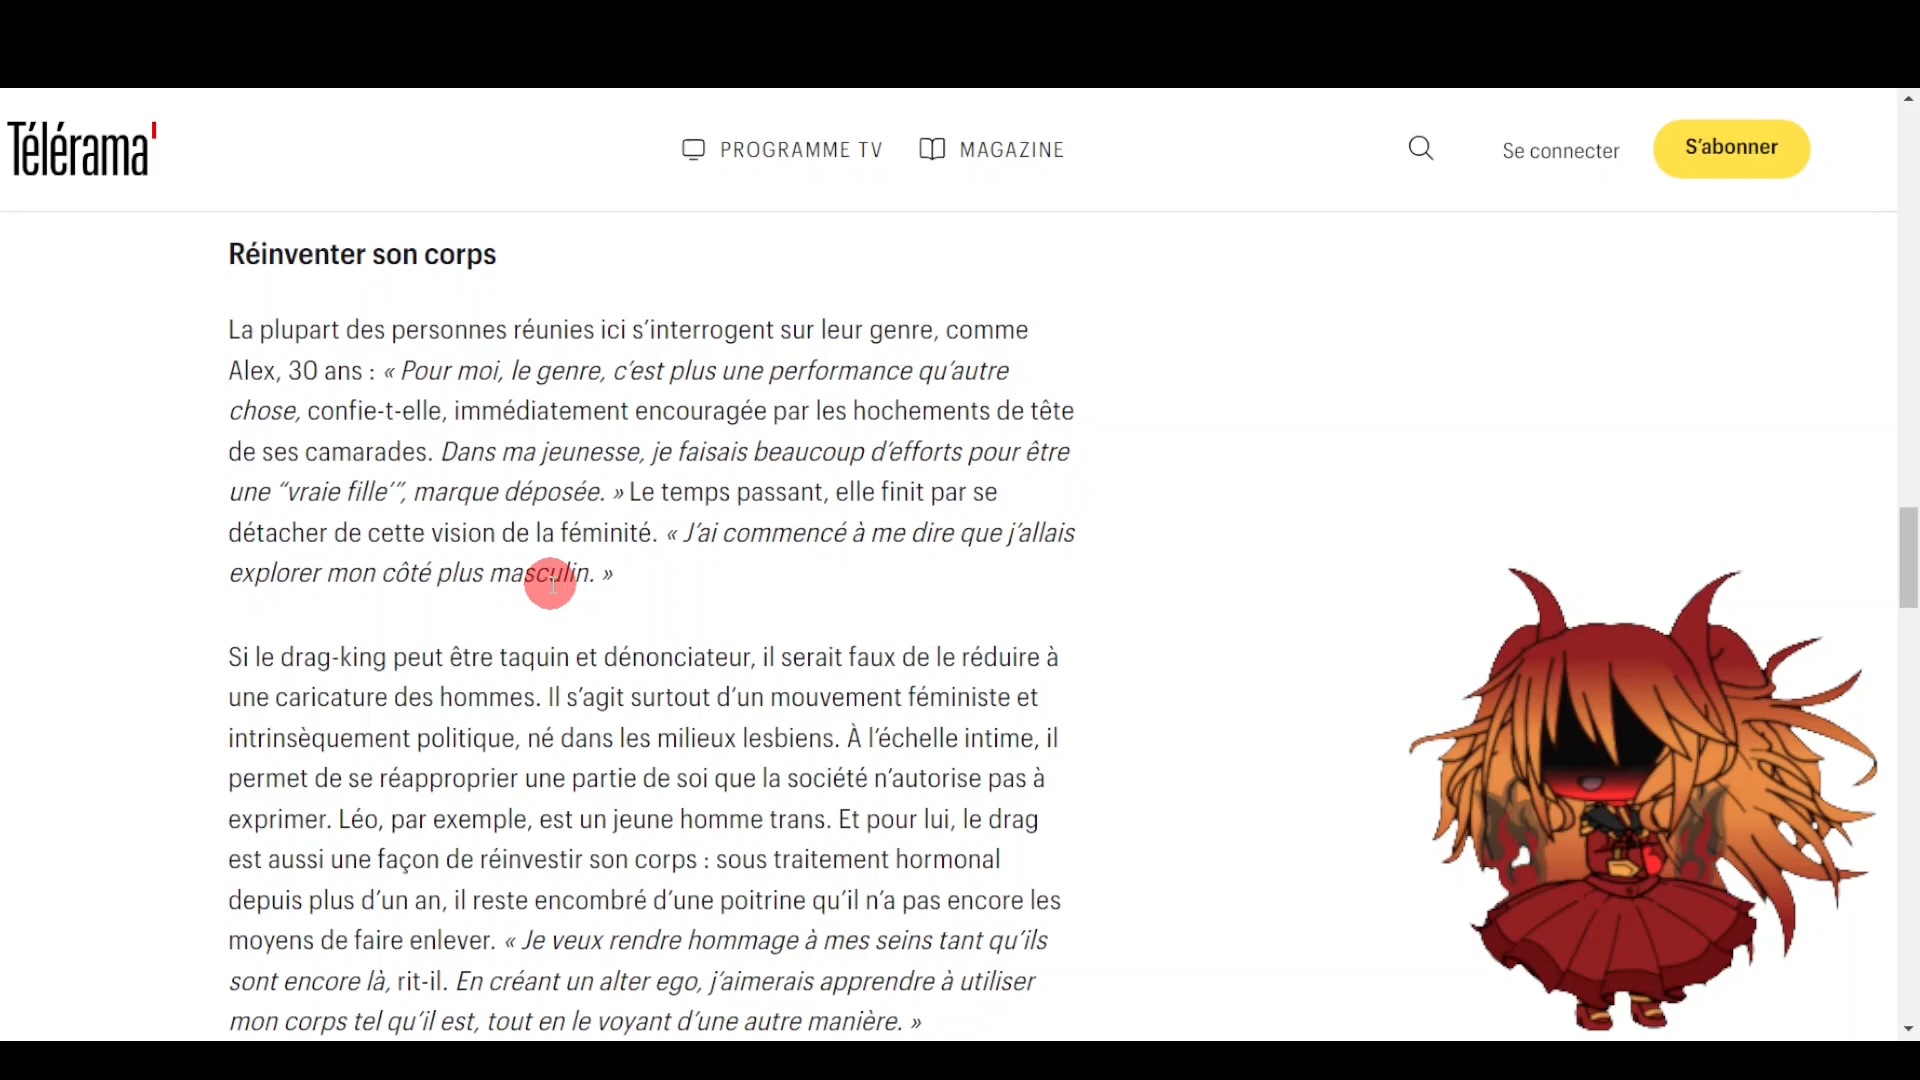 Télérama'
PROGRAMME TV
MAGAZINE
Se connecter
S'abonner
Réinventer son corps
La plupart des personnes réunies ici s'interrogent sur leur genre, comme
Alex, 30 ans : « Pour moi, le genre, c'est plus une performance qu'autre
chose, confie-t-elle, immédiatement encouragée par les hochements de tête
de ses camarades. Dans ma jeunesse, je faisais beaucoup d'efforts pour être
une “vraie fille'”, marque déposée. » Le temps passant, elle finit par se
détacher de cette vision de la féminité. « J'ai commencé à me dire que j'allais
explorer mon côté plus masculin. »
Si le drag-king peut être taquin et dénonciateur, il serait faux de le réduire à
une caricature des hommes. Il s'agit surtout d'un mouvement féministe et
intrinsèquement politique, né dans les milieux lesbiens. À l'échelle intime, il
permet de se réapproprier une partie de soi que la société n'autorise pas à
exprimer. Léo, par exemple, est un jeune homme trans. Et pour lui, le drag
est aussi une façon de réinvestir son corps : sous traitement hormonal
depuis plus d'un an, il reste encombré d'une poitrine qu'il n'a pas encore les
moyens de faire enlever. « Je veux rendre hommage à mes seins tant qu'ils
sont encore là, rit-il. En créant un alter ego, j'aimerais apprendre à utiliser
mon corps tel qu'il est, tout en le voyant d'une autre manière. »